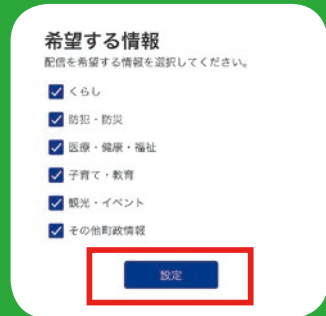 希望する情報
配信を希望する情報を選択してください。
くらし
防犯・防災
医療・健康・福祉
子育て・教育
観光・イベント
その他町政情報
設定